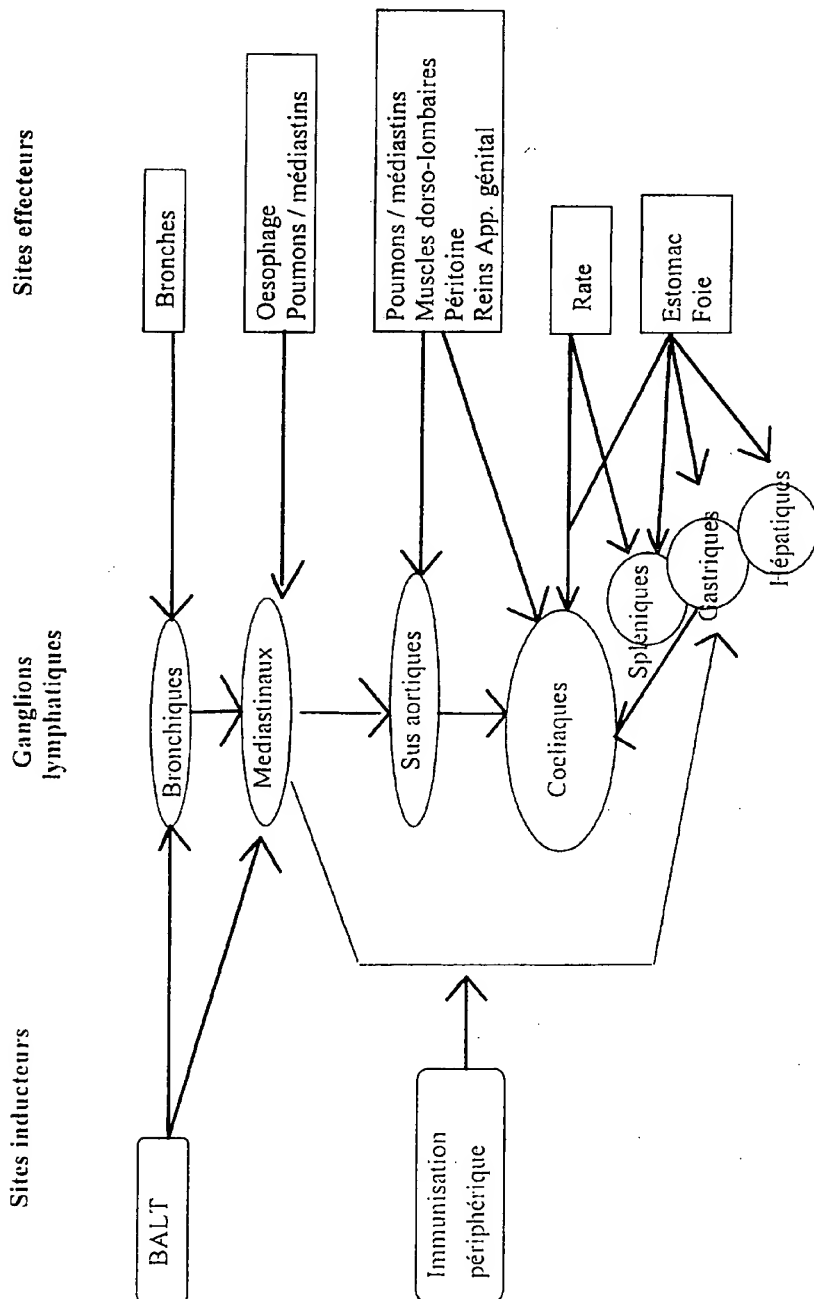 Sites inducteurs
Ganglions
lymphatiques
Sites effecteurs
BALT
Bronchiques
Bronches
Mediastinaux
Oesophage
Poumons / médiastins
Immunisation
périphérique
Sus aortiques
Poumons / médiastins
Muscles dorso-lombaires
Péritoine
Reins App. génital
Coeliaques
Rate
Spléniques
Gastriques
Hépatiques
Estomac
Foie